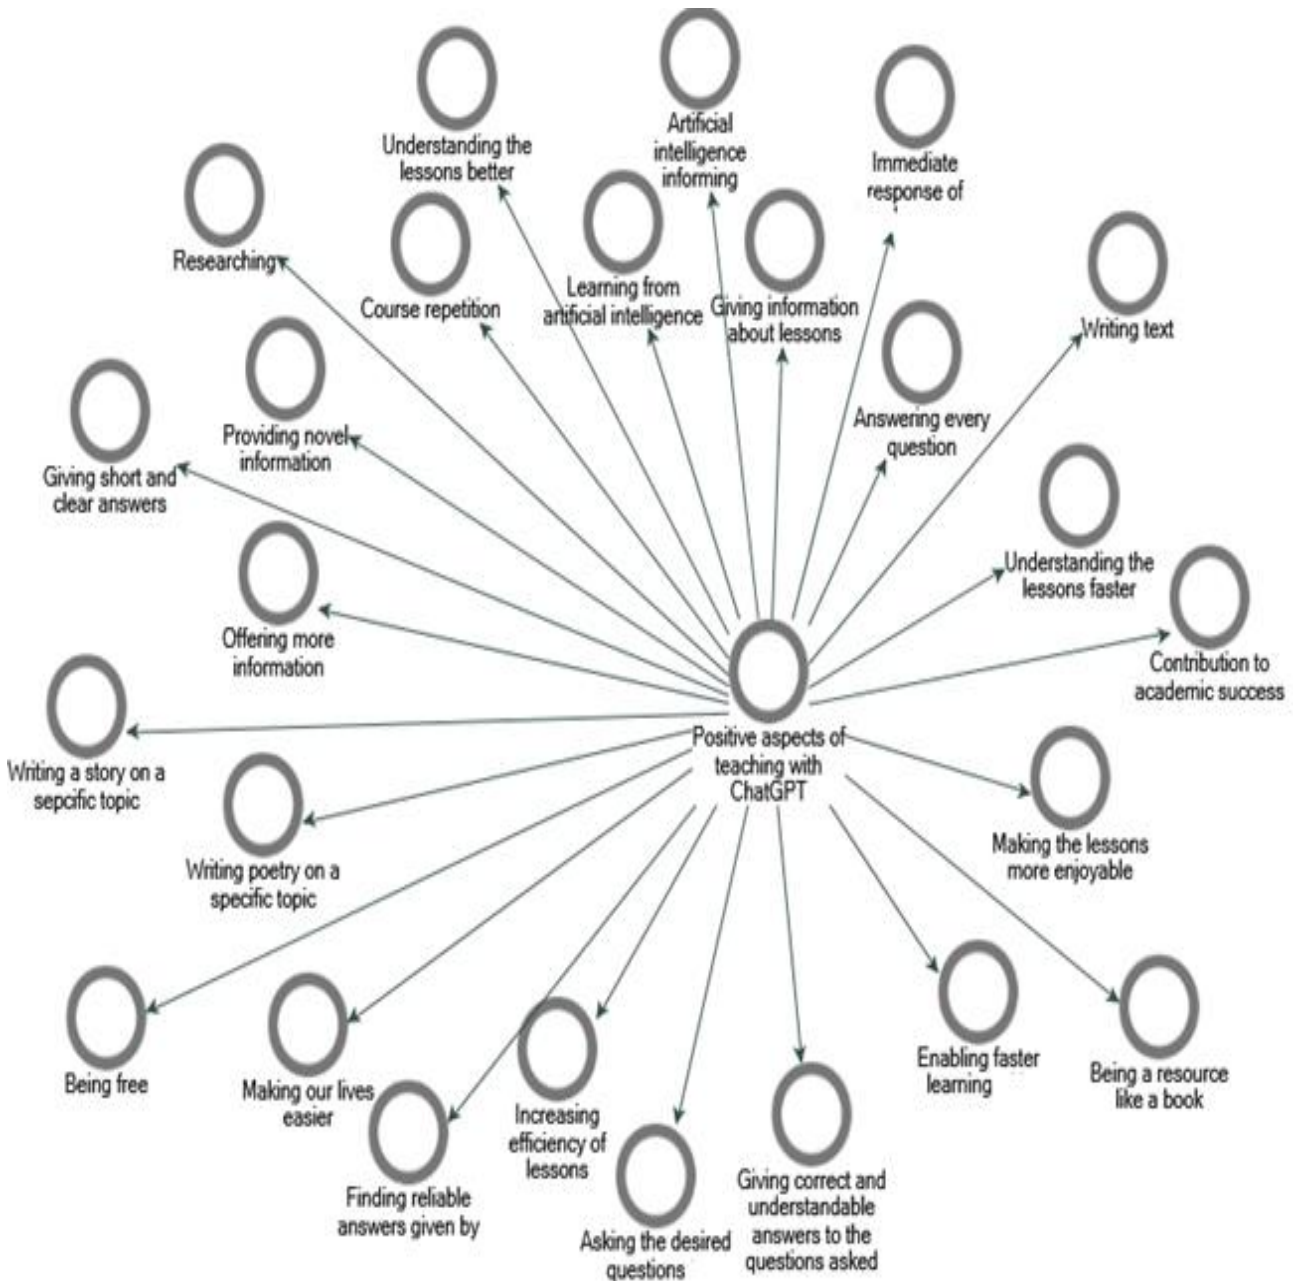 Artificial
intelligence
informing
Understanding the
lessons better
Immediate
response of
Researching
Course repetition
Learning from
artificial intelligence
Giving information
about lessons
Writing text
Providing novel
information
Answering every
question
Giving short and
clear answers
Understanding the
lessons faster
Offering more
information
Contribution to
academic success
Positive aspects of
teaching with
ChatGPT
Writing a story on a
sepcific topic
Making the lessons
more enjoyable
Writing poetry on a
specific topic
Being free
Making our lives
easier
Enabling faster
learning
Being a resource
like a book
Increasing
efficiency of
lessons
Finding reliable
answers given by
Giving correct and
understandable
answers to the
questions asked
Asking the desired
questions